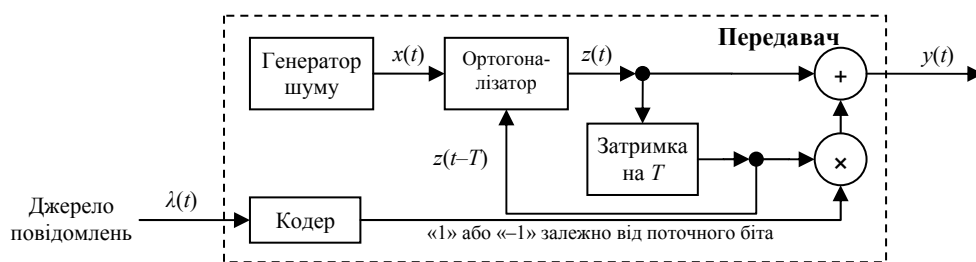 Передавач
Генератор
шуму
x(t)
Ортогона-
лізатор
z(t)
+
y(t)
z(t–T)
Затримка
на T
×
Джерело
повідомлень
λ(t)
Кодер
«1» або «–1» залежно від поточного біта